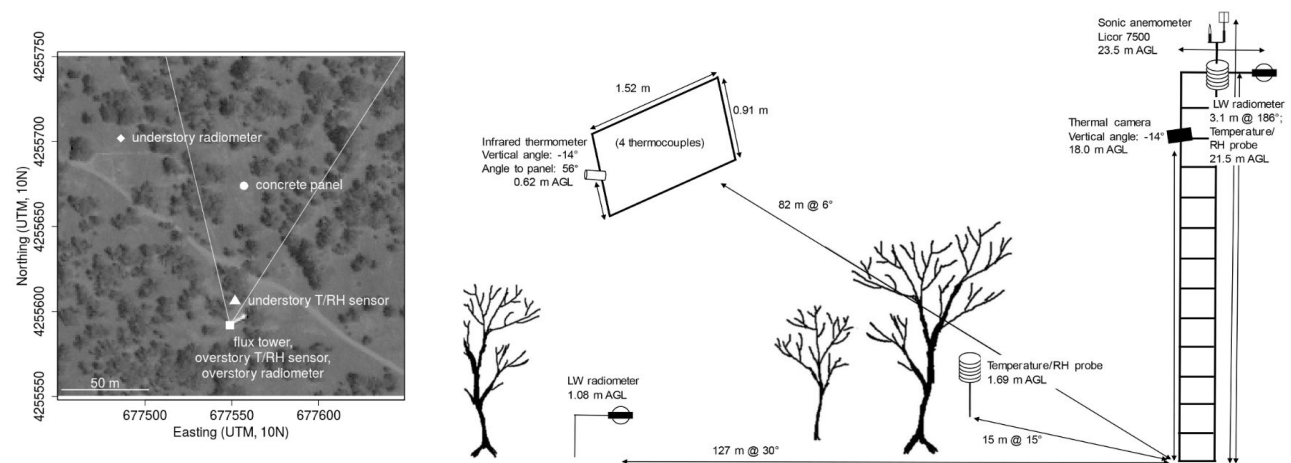 4255750
4255700
4255650
4255600
4255550
Northing (UTM, 10N)
understory radiometer
concrete panel
understory T/RH sensor
flux tower,
overstory T/RH sensor,
overstory radiometer
50 m
677500
677550
677600
Easting (UTM, 10N)
1.52 m
0.91 m
(4 thermocouples)
Infrared thermometer
Vertical angle: -14°
Angle to panel: 56°
0.62 m AGL
82 m @ 6°
LW radiometer
1.08 m AGL
127 m @ 30°
Temperature/RH probe
1.69 m AGL
15 m @ 15°
Sonic anemometer
Licor 7500
23.5 m AGL
Thermal camera
Vertical angle: -14°
18.0 m AGL
LW radiometer
3.1 m @ 186°;
Temperature/
RH probe
21.5 m AGL